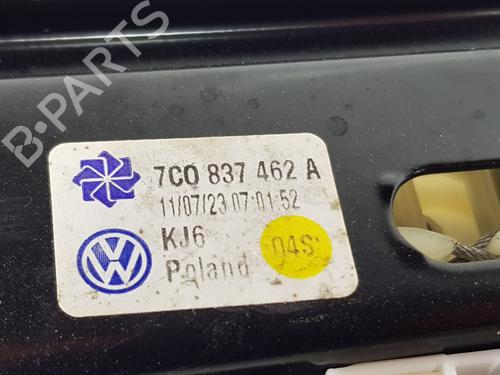 B-PARTS
7C0 837 462 A
11/07/23 07:01:52
KJ6
04S
Poland